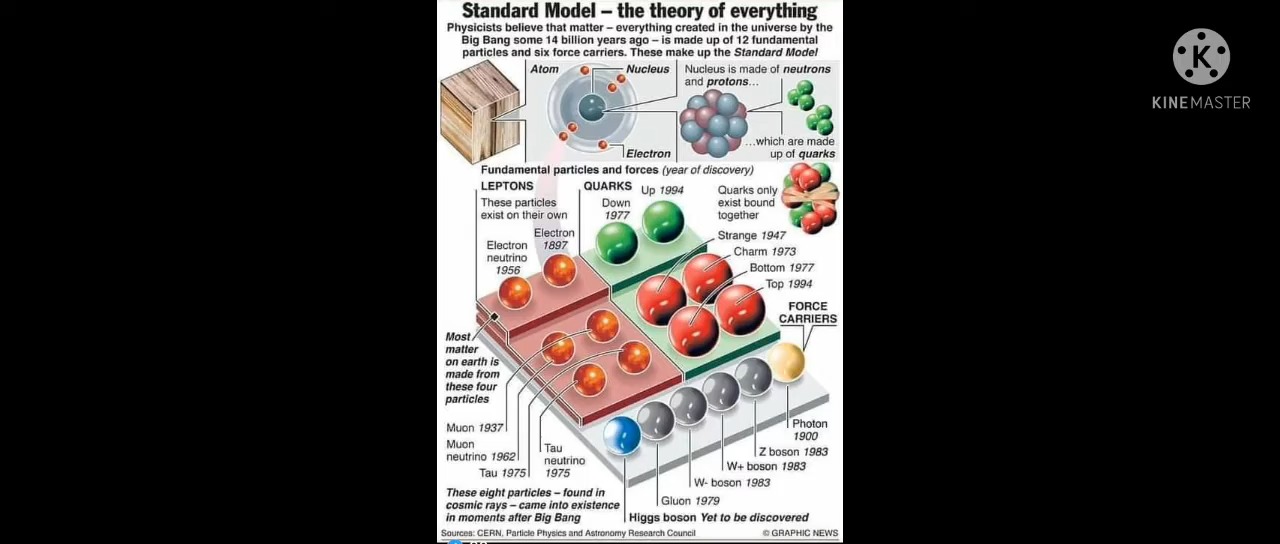 Standard Model – the theory of everything
Physicists believe that matter – everything created in the universe by the
Big Bang some 14 billion years ago – is made up of 12 fundamental
particles and six force carriers. These make up the Standard Model
Atom
Nucleus
Electron
Nucleus is made of neutrons
and protons…
…which are made
up of quarks
Fundamental particles and forces (year of discovery)
LEPTONS
These particles
exist on their own
Electron
1897
Electron
neutrino
1956
QUARKS
Up 1994
Down
1977
Quarks only
exist bound
together
Strange 1947
Charm 1973
Bottom 1977
Top 1994
FORCE
CARRIERS
Most
matter
on earth is
made from
these four
particles
Muon 1937
Muon
neutrino 1962
Tau 1975
Tau
neutrino
1975
Photon
1900
Z boson 1983
W+ boson 1983
W- boson 1983
Gluon 1979
Higgs boson Yet to be discovered
These eight particles – found in
cosmic rays – came into existence
in moments after Big Bang
Sources: CERN, Particle Physics and Astronomy Research Council
© GRAPHIC NEWS
K
KINEMASTER